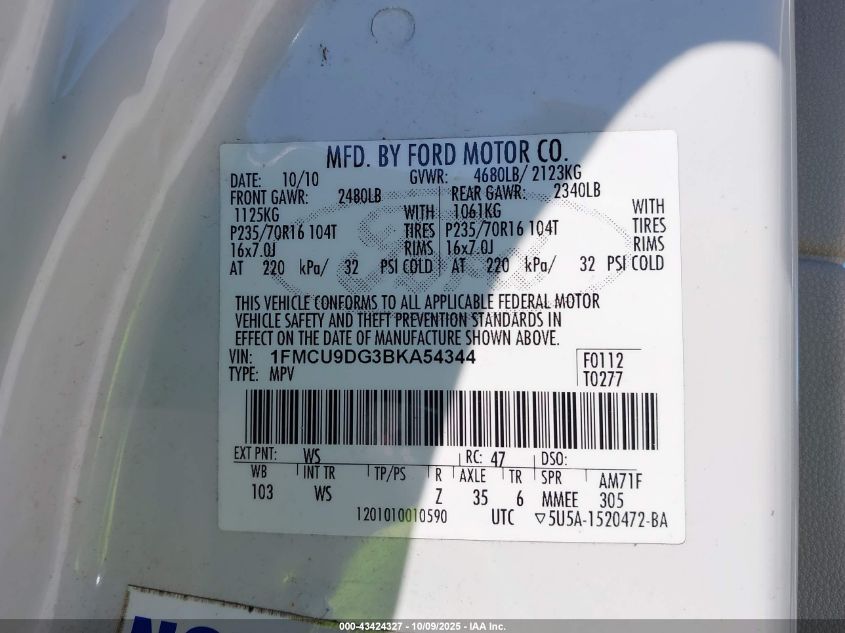 MFD. BY FORD MOTOR CO.
DATE: 10/10 GVWR: 4680LB/ 2123KG
FRONT GAWR: 2480LB REAR GAWR: 2340LB
1125KG WITH 1061KG WITH
P235/70R16 104T TIRES P235/70R16 104T TIRES
16x7.0J RIMS 16x7.0J RIMS
AT 220 kPa/ 32 PSI COLD AT 220 kPa/ 32 PSI COLD
THIS VEHICLE CONFORMS TO ALL APPLICABLE FEDERAL MOTOR
VEHICLE SAFETY AND THEFT PREVENTION STANDARDS IN
EFFECT ON THE DATE OF MANUFACTURE SHOWN ABOVE.
VIN: 1FMCU9DG3BKA54344 F0112
TYPE: MPV T0277
EXT PNT: WS RC: 47 DSO:
WB INT TR TP/PS R AXLE TR SPR AM71F
103 WS Z 35 6 MMEE 305
1201010010590 UTC ▽5U5A-1520472-BA
000-43424327 - 10/09/2025 - IAA Inc.